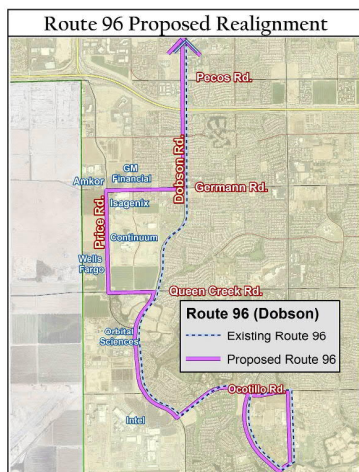 Route 96 Proposed Realignment
Pecos Rd.
Dobson Rd.
GM
Financial
Amkor
Germann Rd.
Isagenix
Price Rd.
Continuum
Wells
Fargo
Queen Creek Rd.
Route 96 (Dobson)
Existing Route 96
Proposed Route 96
Orbital
Sciences
Ocotillo Rd
Intel